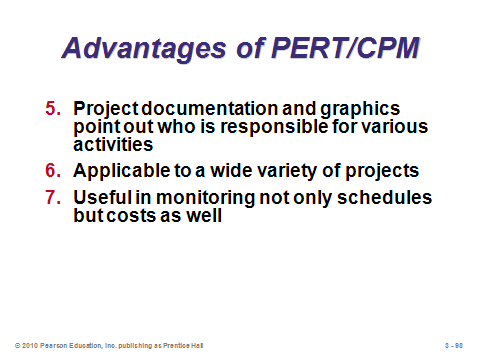 Advantages of PERT/CPM
5. Project documentation and graphics
point out who is responsible for various
activities
6. Applicable to a wide variety of projects
7. Useful in monitoring not only schedules
but costs as well
© 2010 Pearson Education, Inc. publishing as Prentice Hall
3 - 98